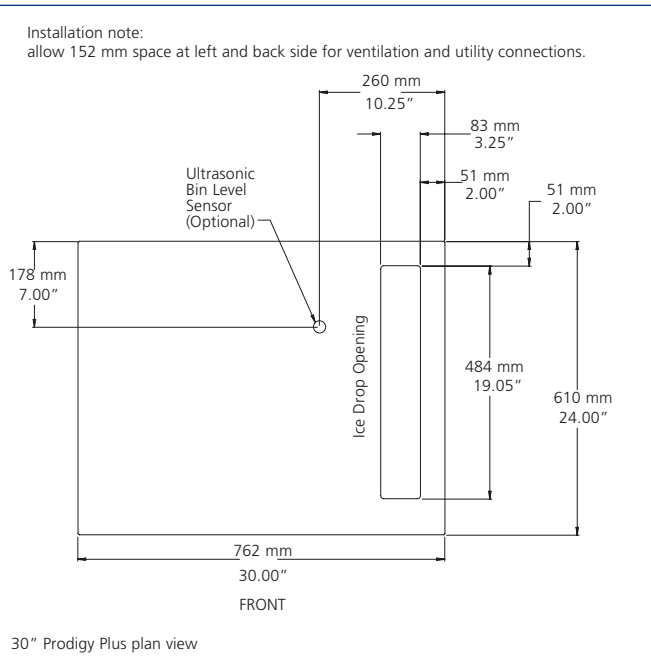 Installation note:
allow 152 mm space at left and back side for ventilation and utility connections.
260 mm
10.25”
83 mm
3.25”
51 mm
2.00”
51 mm
2.00”
Ultrasonic
Bin Level
Sensor
(Optional)
178 mm
7.00”
Ice Drop Opening
484 mm
19.05”
610 mm
24.00”
762 mm
30.00”
FRONT
30” Prodigy Plus plan view